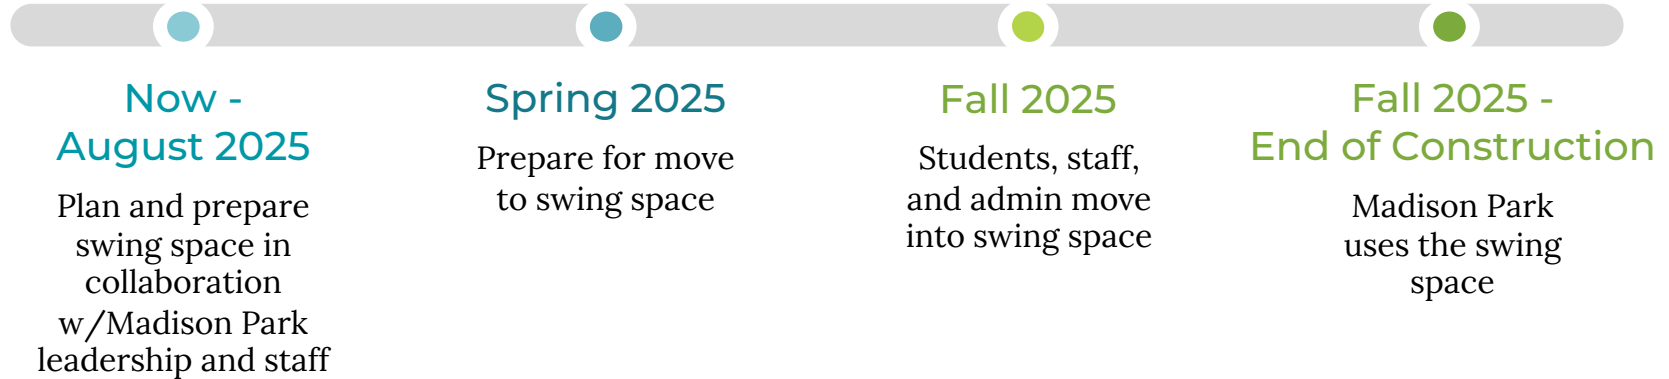 Now -
August 2025
Plan and prepare
swing space in
collaboration
w/Madison Park
leadership and staff
Spring 2025
Prepare for move
to swing space
Fall 2025
Students, staff,
and admin move
into swing space
Fall 2025 -
End of Construction
Madison Park
uses the swing
space